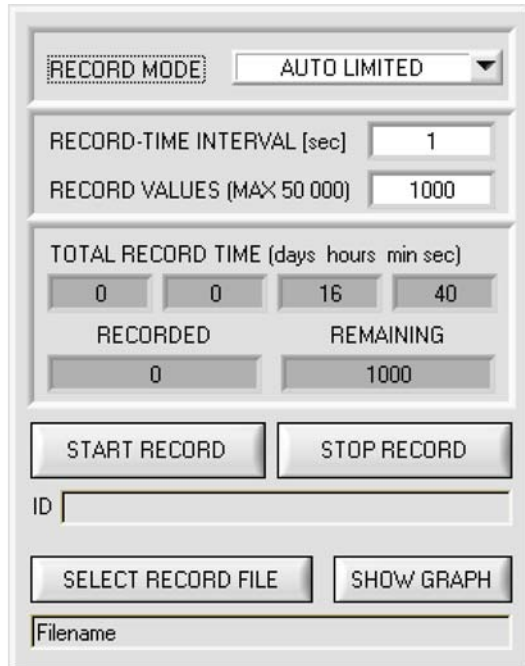 RECORD MODE AUTO LIMITED
RECORD-TIME INTERVAL [sec] 1
RECORD VALUES (MAX 50 000) 1000
TOTAL RECORD TIME (days hours min sec)
0 0 16 40
RECORDED REMAINING
0 1000
START RECORD STOP RECORD
ID
SELECT RECORD FILE SHOW GRAPH
Filename